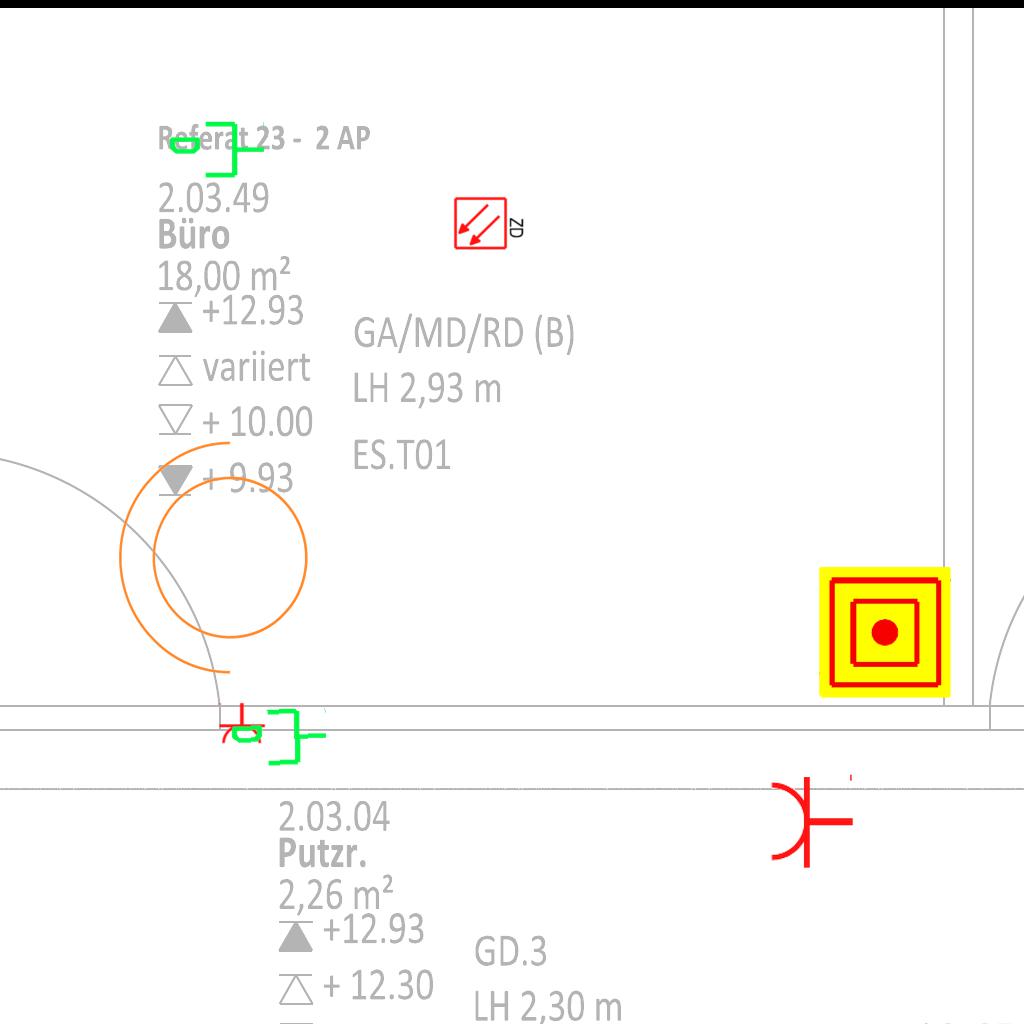 Referat 23 - 2 AP
2.03.49
Büro
18,00 m²
+12.93
variiert
+ 10.00
+ 9.93
ZD
GA/MD/RD (B)
LH 2,93 m
ES.T01
2.03.04
Putzr.
2,26 m²
+12.93
+ 12.30
GD.3
LH 2,30 m